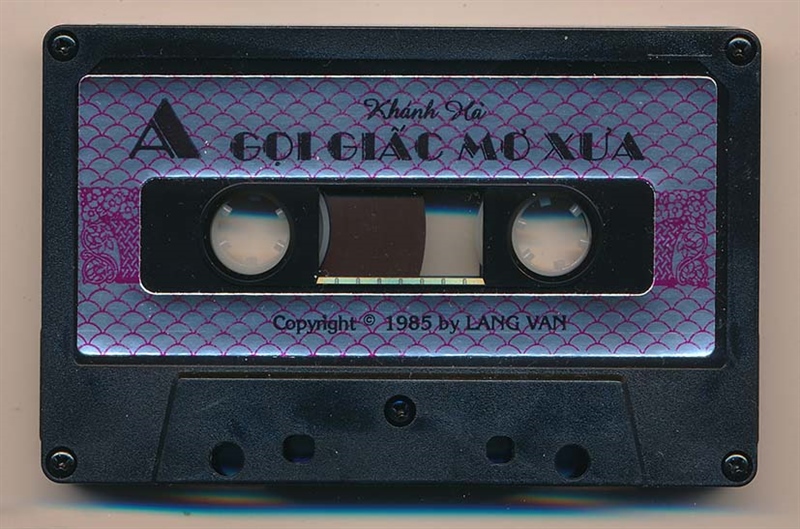 Khánh Hà
A GỌI GIẤC MƠ XƯA
Copyright © 1985 by LANG VAN